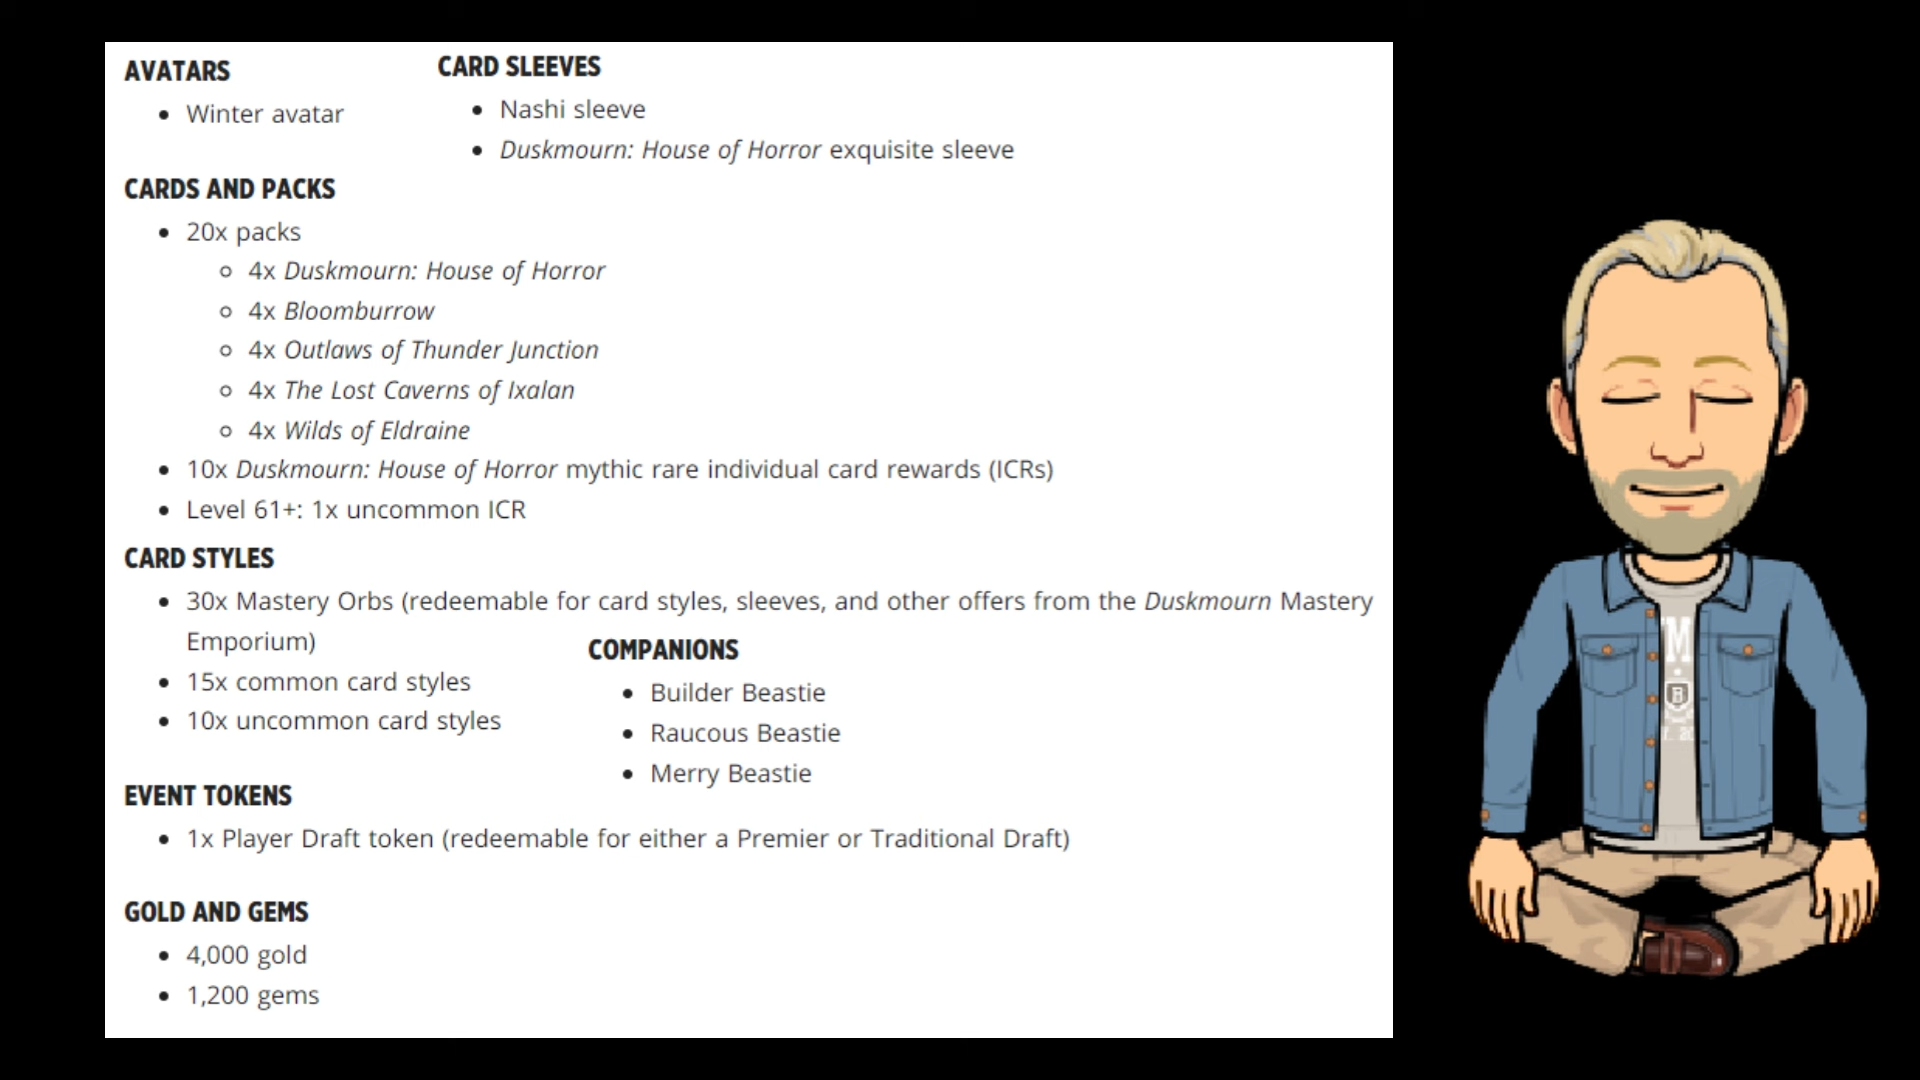 AVATARS
• Winter avatar
CARD SLEEVES
• Nashi sleeve
• Duskmourn: House of Horror exquisite sleeve
CARDS AND PACKS
• 20x packs
○ 4x Duskmourn: House of Horror
○ 4x Bloomburrow
○ 4x Outlaws of Thunder Junction
○ 4x The Lost Caverns of Ixalan
○ 4x Wilds of Eldraine
• 10x Duskmourn: House of Horror mythic rare individual card rewards (ICRs)
• Level 61+: 1x uncommon ICR
CARD STYLES
• 30x Mastery Orbs (redeemable for card styles, sleeves, and other offers from the Duskmourn Mastery
Emporium)
• 15x common card styles
• 10x uncommon card styles
COMPANIONS
• Builder Beastie
• Raucous Beastie
• Merry Beastie
EVENT TOKENS
• 1x Player Draft token (redeemable for either a Premier or Traditional Draft)
GOLD AND GEMS
• 4,000 gold
• 1,200 gems